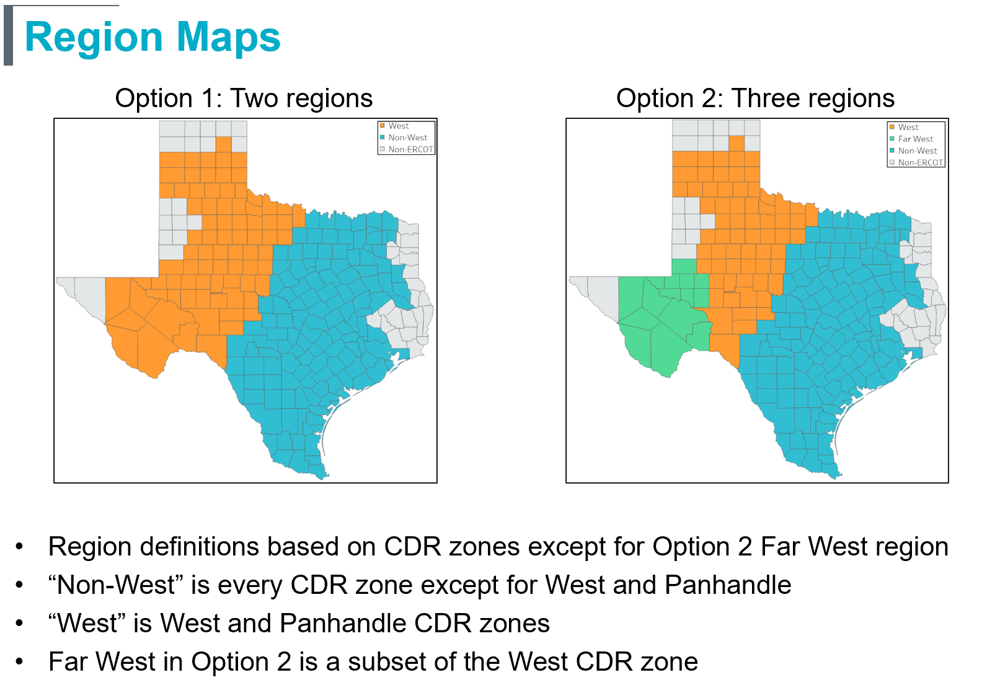 Region Maps
Option 1: Two regions
West
Non-West
Non-ERCOT
Option 2: Three regions
West
Far West
Non-West
Non-ERCOT
• Region definitions based on CDR zones except for Option 2 Far West region
• “Non-West” is every CDR zone except for West and Panhandle
• “West” is West and Panhandle CDR zones
• Far West in Option 2 is a subset of the West CDR zone